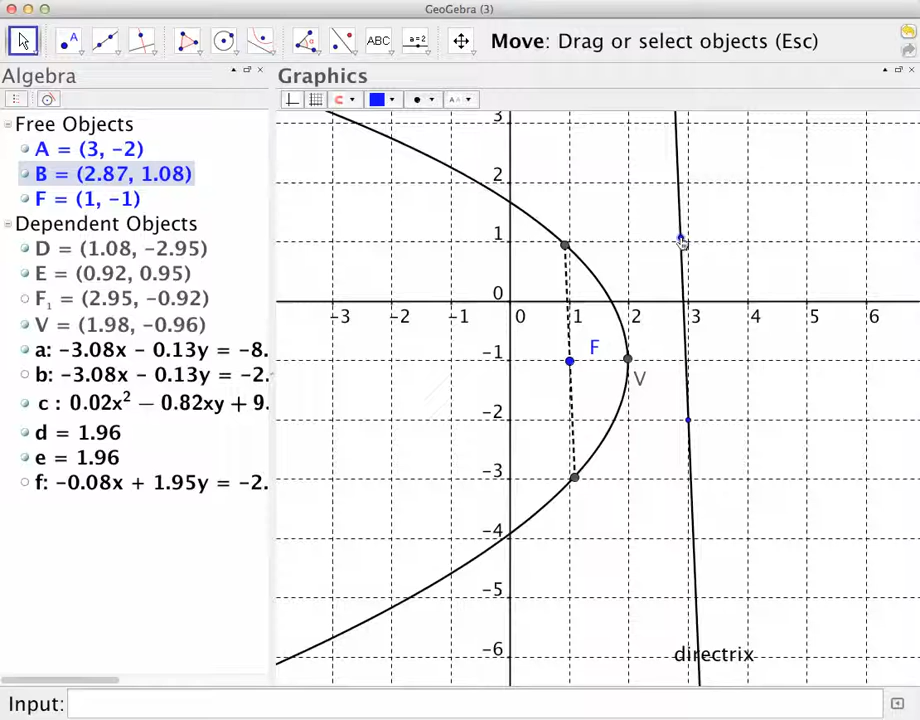 GeoGebra (3)
ABC
a=2
Move: Drag or select objects (Esc)
Algebra
Graphics
AA
Free Objects
A = (3, -2)
B = (2.87, 1.08)
F = (1, -1)
Dependent Objects
D = (1.08, -2.95)
E = (0.92, 0.95)
F₁ = (2.95, -0.92)
V = (1.98, -0.96)
a: -3.08x - 0.13y = -8.
b: -3.08x - 0.13y = -2.
c : 0.02x² − 0.82xy + 9.
d = 1.96
e = 1.96
f: -0.08x + 1.95y = -2.
3
2
1
0
-1
-2
-3
-4
-5
-6
-3 -2 -1 0 1 2 3 4 5 6
F
V
directrix
Input: